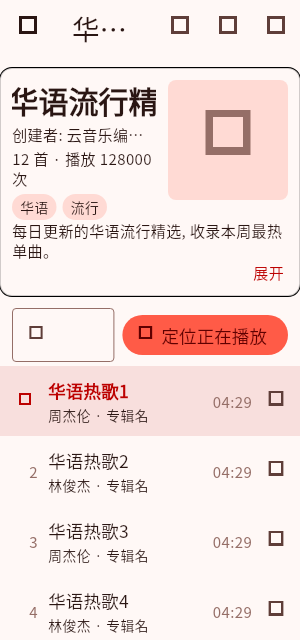 华…
华语流行精
创建者: 云音乐编…
12 首 · 播放 128000
次
华语 流行
每日更新的华语流行精选, 收录本周最热
单曲。
展开
定位正在播放
华语热歌1
周杰伦 · 专辑名
04:29
2
华语热歌2
林俊杰 · 专辑名
04:29
3
华语热歌3
周杰伦 · 专辑名
04:29
4
华语热歌4
林俊杰 · 专辑名
04:29